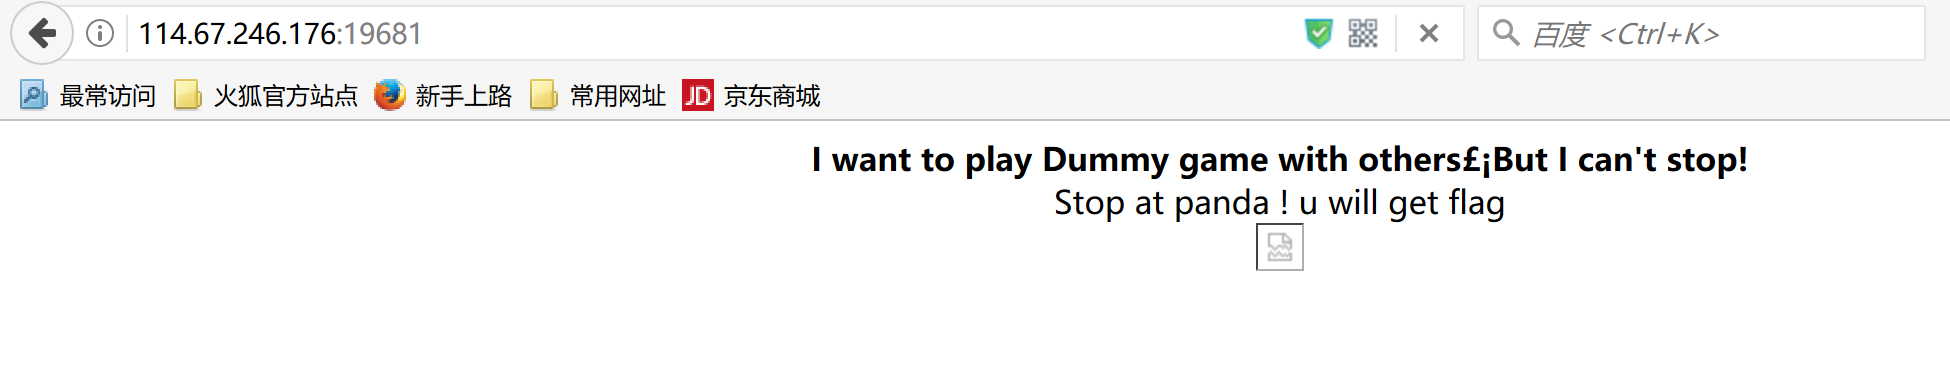 114.67.246.176:19681
百度 <Ctrl+K>
最常访问 火狐官方站点 新手上路 常用网址 JD 京东商城
I want to play Dummy game with others£¡But I can't stop!
Stop at panda ! u will get flag